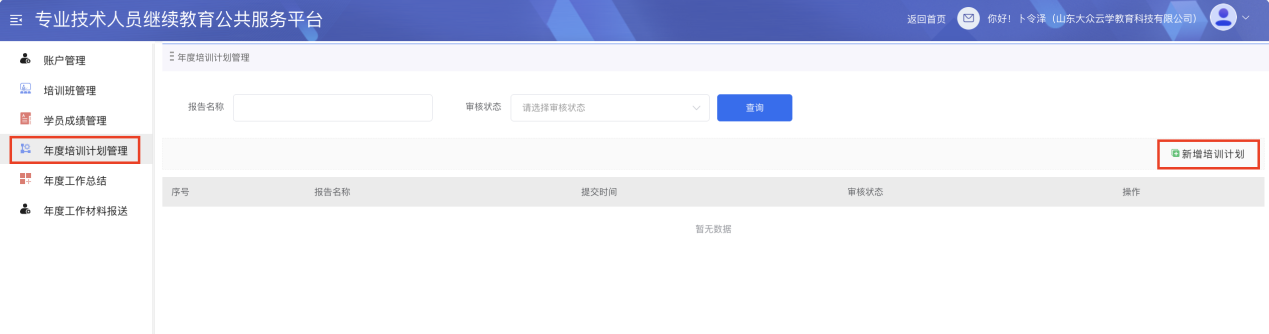 专业技术人员继续教育公共服务平台
返回首页 你好！卜令泽（山东大众云学教育科技有限公司）
账户管理
培训班管理
学员成绩管理
年度培训计划管理
年度工作总结
年度工作材料报送
年度培训计划管理
报告名称 审核状态 请选择审核状态 查询
新增培训计划
序号 报告名称 提交时间 审核状态 操作
暂无数据